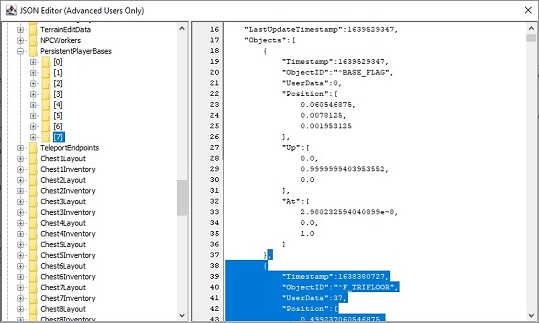 JSON Editor (Advanced Users Only)
TerrainEditData
NPCWorkers
PersistentPlayerBases
[0]
[1]
[2]
[3]
[4]
[5]
[6]
[7]
TeleportEndpoints
Chest1Layout
Chest1Inventory
Chest2Layout
Chest2Inventory
Chest3Layout
Chest3Inventory
Chest4Layout
Chest4Inventory
Chest5Layout
Chest5Inventory
Chest6Layout
Chest6Inventory
Chest7Layout
Chest7Inventory
Chest8Layout
Chest8Inventory
16 "LastUpdateTimestamp":1639529347,
17 "Objects":[
18 {
19 "Timestamp":1639529347,
20 "ObjectID":"^BASE_FLAG",
21 "UserData":0,
22 "Position":[
23 0.060546875,
24 0.0078125,
25 0.001953125
26 ],
27 "Up":[
28 0.0,
29 0.9999999403953552,
30 0.0
31 ],
32 "At":[
33 2.980232594040899e-8,
34 0.0,
35 1.0
36 ]
37 },
38 {
39 "Timestamp":1638380727,
40 "ObjectID":"^F_TRIFLOOR",
41 "UserData":37,
42 "Position":[
43 0.499237060546875,